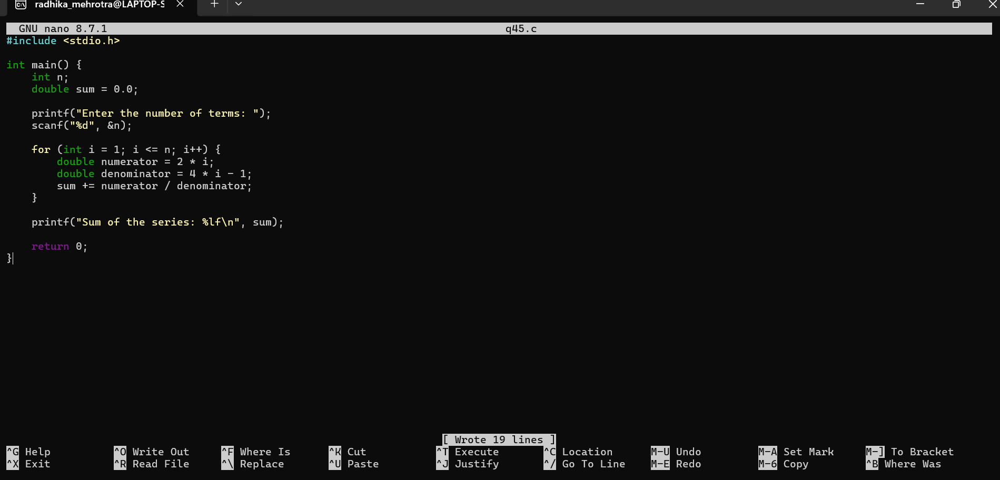 radhika_mehrotra@LAPTOP-S
GNU nano 8.7.1 q45.c
#include <stdio.h>

int main() {
    int n;
    double sum = 0.0;

    printf("Enter the number of terms: ");
    scanf("%d", &n);

    for (int i = 1; i <= n; i++) {
        double numerator = 2 * i;
        double denominator = 4 * i - 1;
        sum += numerator / denominator;
    }

    printf("Sum of the series: %lf\n", sum);

    return 0;
}
[ Wrote 19 lines ]
^G Help ^O Write Out ^F Where Is ^K Cut ^T Execute ^C Location M-U Undo M-A Set Mark M-] To Bracket
^X Exit ^R Read File ^\ Replace ^U Paste ^J Justify ^/ Go To Line M-E Redo M-6 Copy ^B Where Was